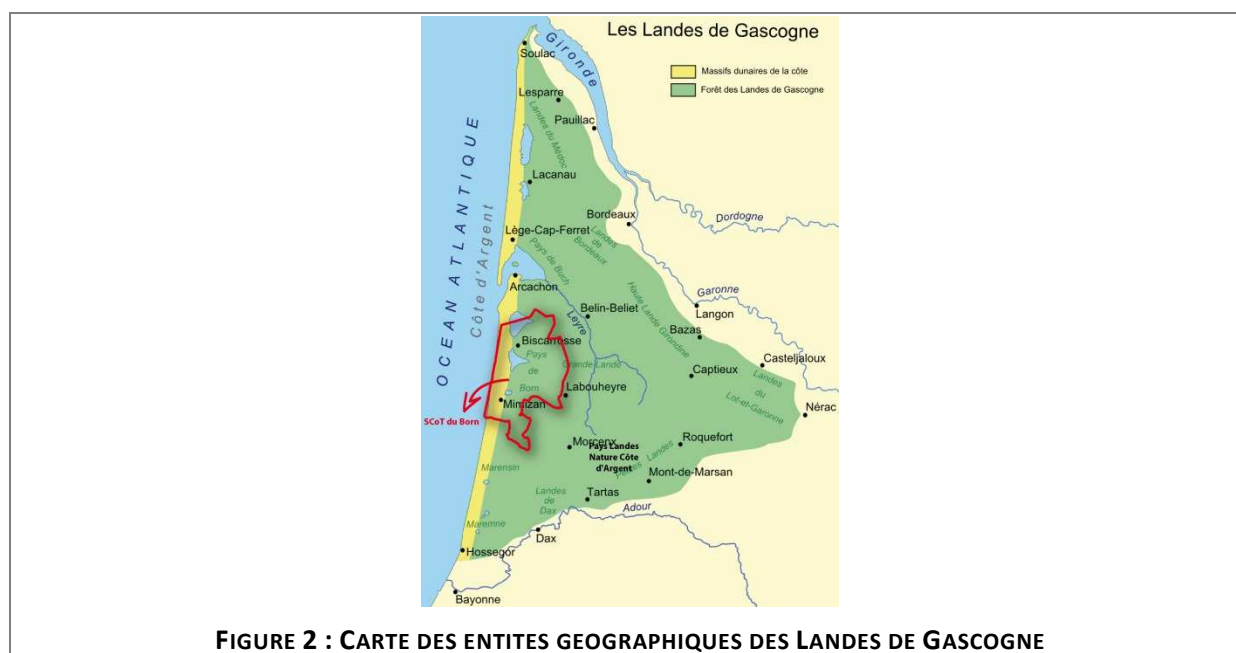 Les Landes de Gascogne
Massifs dunaires de la côte
Forêt des Landes de Gascogne
Gironde
Soulac
Lesparre
Landes du Médoc
Pauillac
OCEAN ATLANTIQUE
Côte d'Argent
Lacanau
Bordeaux
Dordogne
Lège-Cap-Ferret
Landes
de
Bordeaux
Pays de Buch
Arcachon
Garonne
Haute Lande Girondine
Langon
Leyre
Belin-Beliet
Bazas
Biscarrosse
Casteljaloux
Pays
de
Born
Grande Lande
Captieux
Landes
du
Lot-et-Garonne
Labouheyre
Mimizan
Nérac
SCoT du Born
Morcenx
Roquefort
Pays Landes
Nature Côte
d'Argent
Petites Landes
Marensin
Mont-de-Marsan
Landes
de
Dax
Tartas
Adour
Maremne
Dax
Hossegor
Bayonne
FIGURE 2 : CARTE DES ENTITES GEOGRAPHIQUES DES LANDES DE GASCOGNE